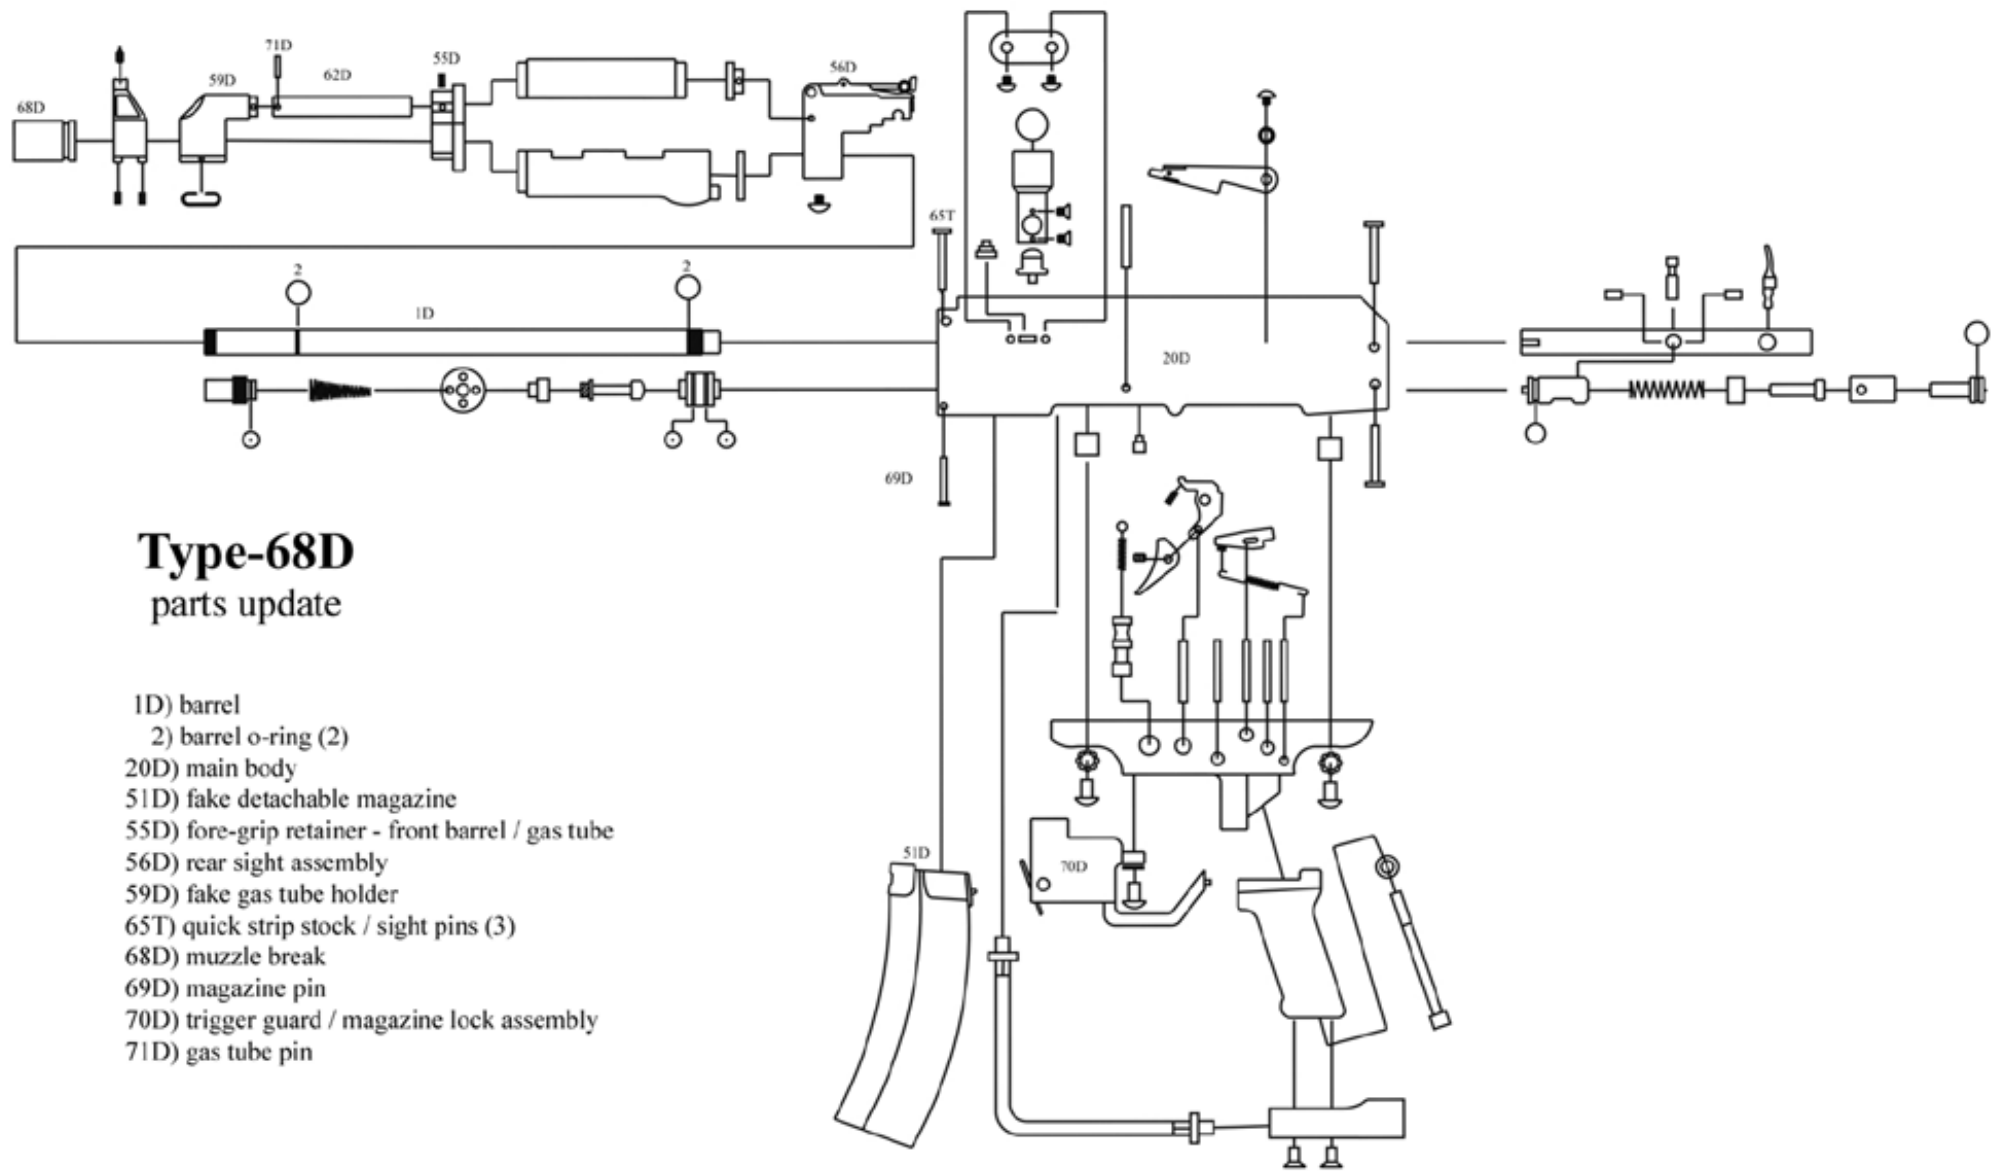 71D
55D
59D
62D
56D
68D
65T
2
2
1D
20D
69D
Type-68D
parts update
51D
70D
1D) barrel
2) barrel o-ring (2)
20D) main body
51D) fake detachable magazine
55D) fore-grip retainer - front barrel / gas tube
56D) rear sight assembly
59D) fake gas tube holder
65T) quick strip stock / sight pins (3)
68D) muzzle break
69D) magazine pin
70D) trigger guard / magazine lock assembly
71D) gas tube pin